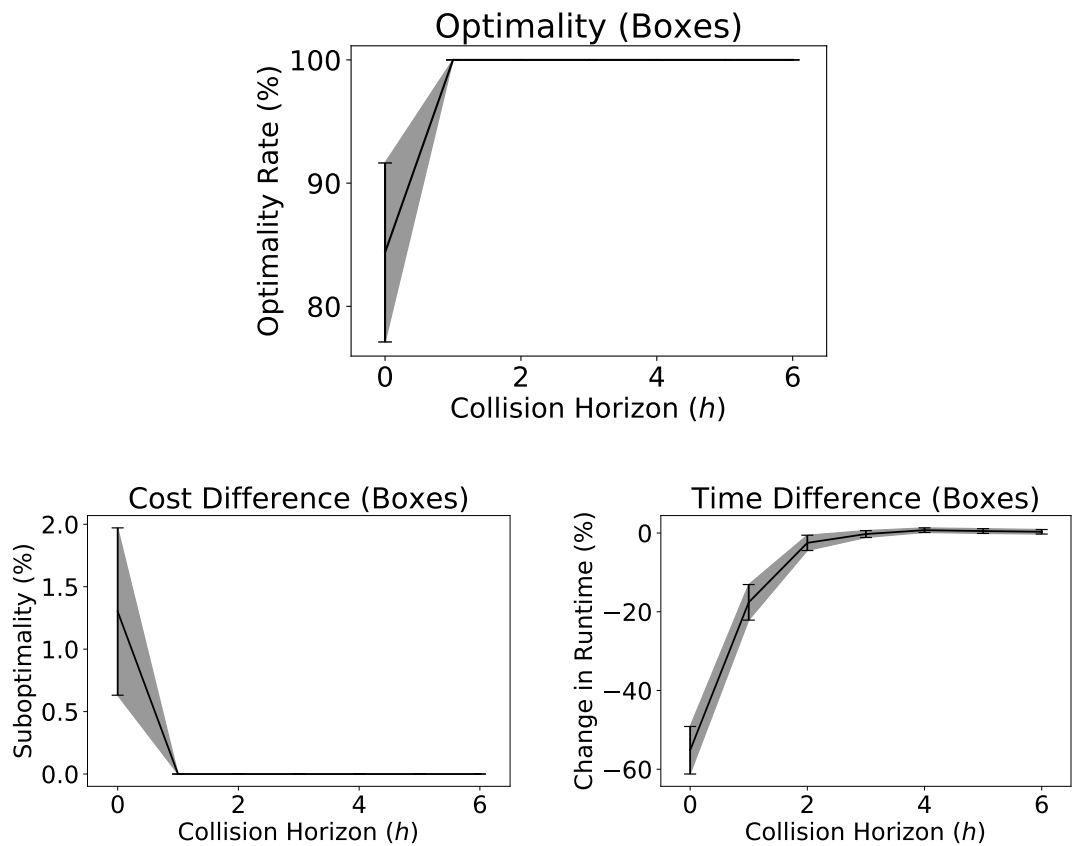 Optimality (Boxes)
Optimality Rate (%)
100
90
80
0 2 4 6
Collision Horizon (h)
Cost Difference (Boxes)
Suboptimality (%)
2.0
1.5
1.0
0.5
0.0
0 2 4 6
Collision Horizon (h)
Time Difference (Boxes)
Change in Runtime (%)
0
−20
−40
−60
0 2 4 6
Collision Horizon (h)